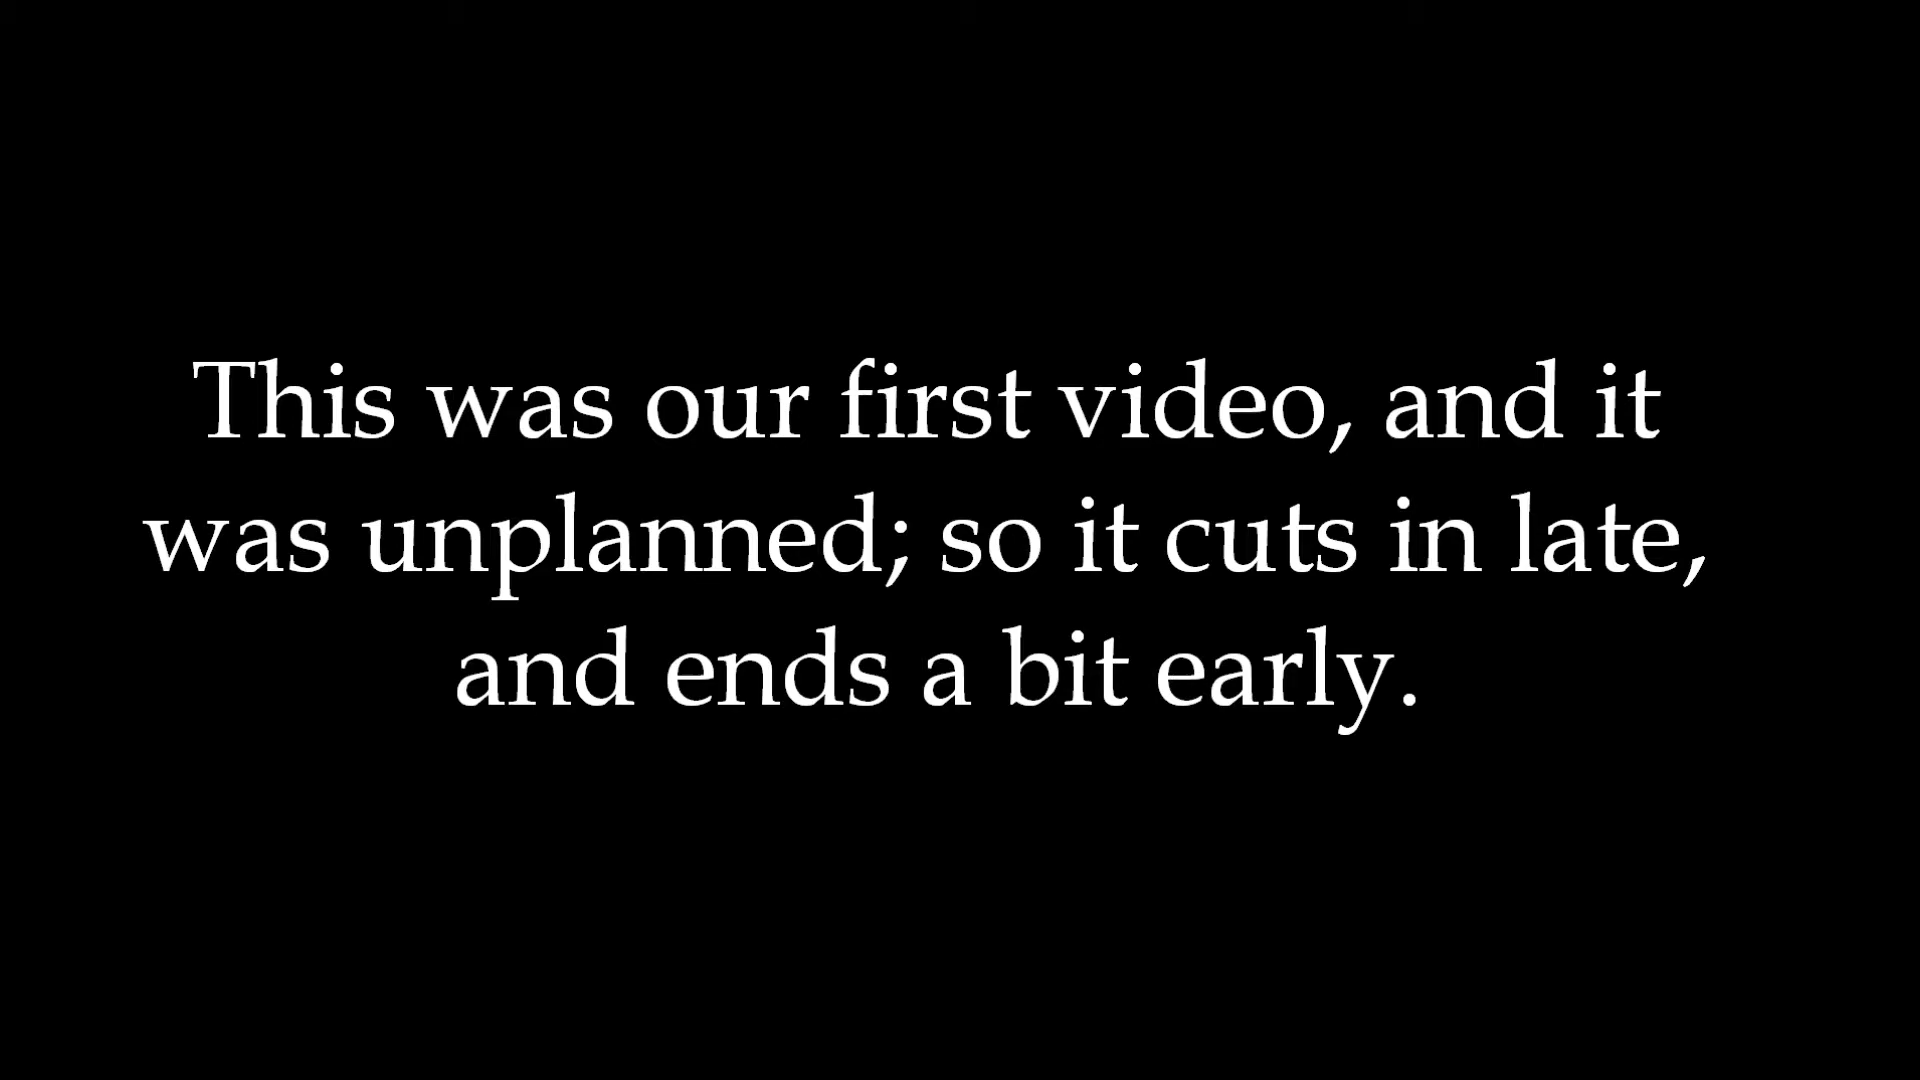 This was our first video, and it
was unplanned; so it cuts in late,
and ends a bit early.